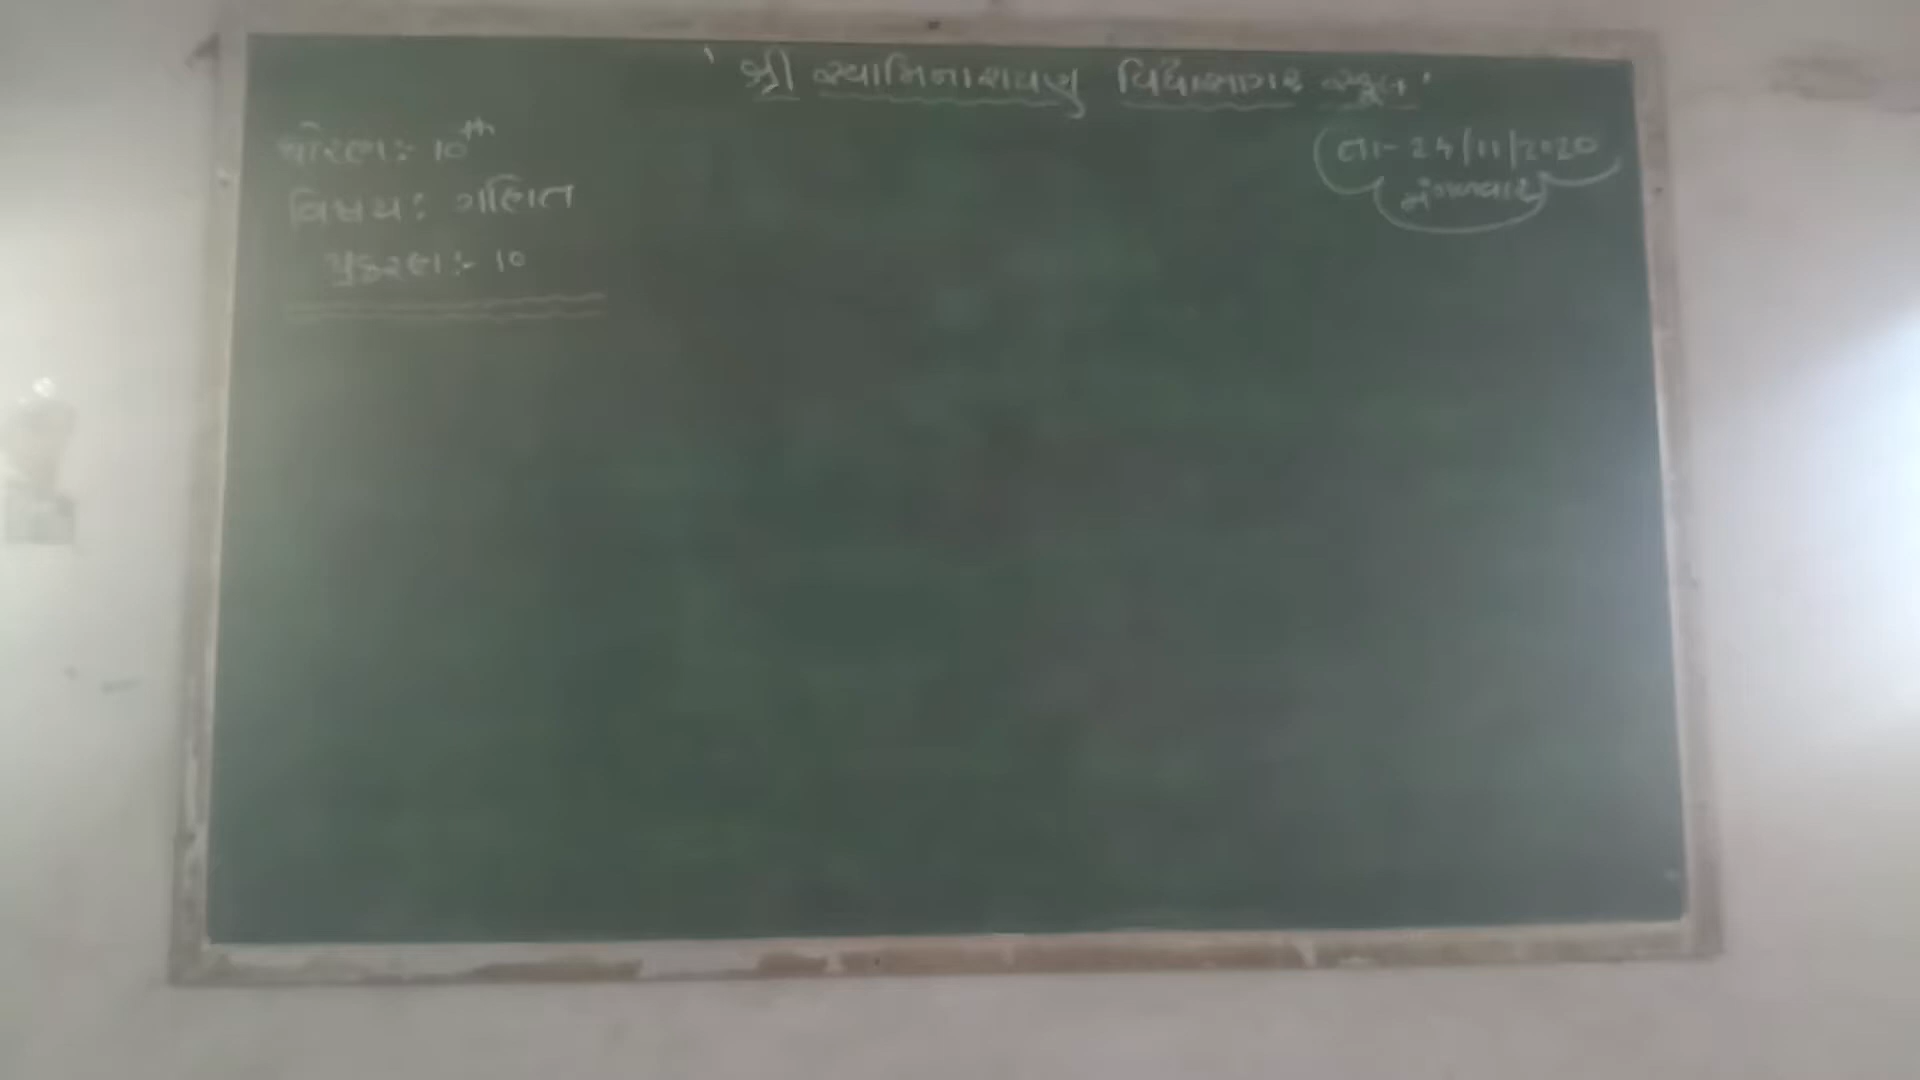 'શ્રી સ્વામિનારાયણ વિદ્યાસાગર સ્કૂલ'
ધોરણ:- 10th
તા- 24/11/2020
મંગળવાર
વિષય: ગણિત
પ્રકરણ:- 10